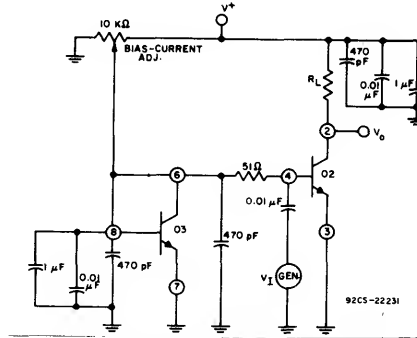 V+
10 KΩ
BIAS-CURRENT
ADJ.
470
pF
0.01
μF
1 μF
RL
2
Vo
6
51Ω
4
Q2
0.01 μF
8
Q3
470 pF
470 pF
1 μF
0.01
μF
3
7
VI
GEN.
92CS-22231